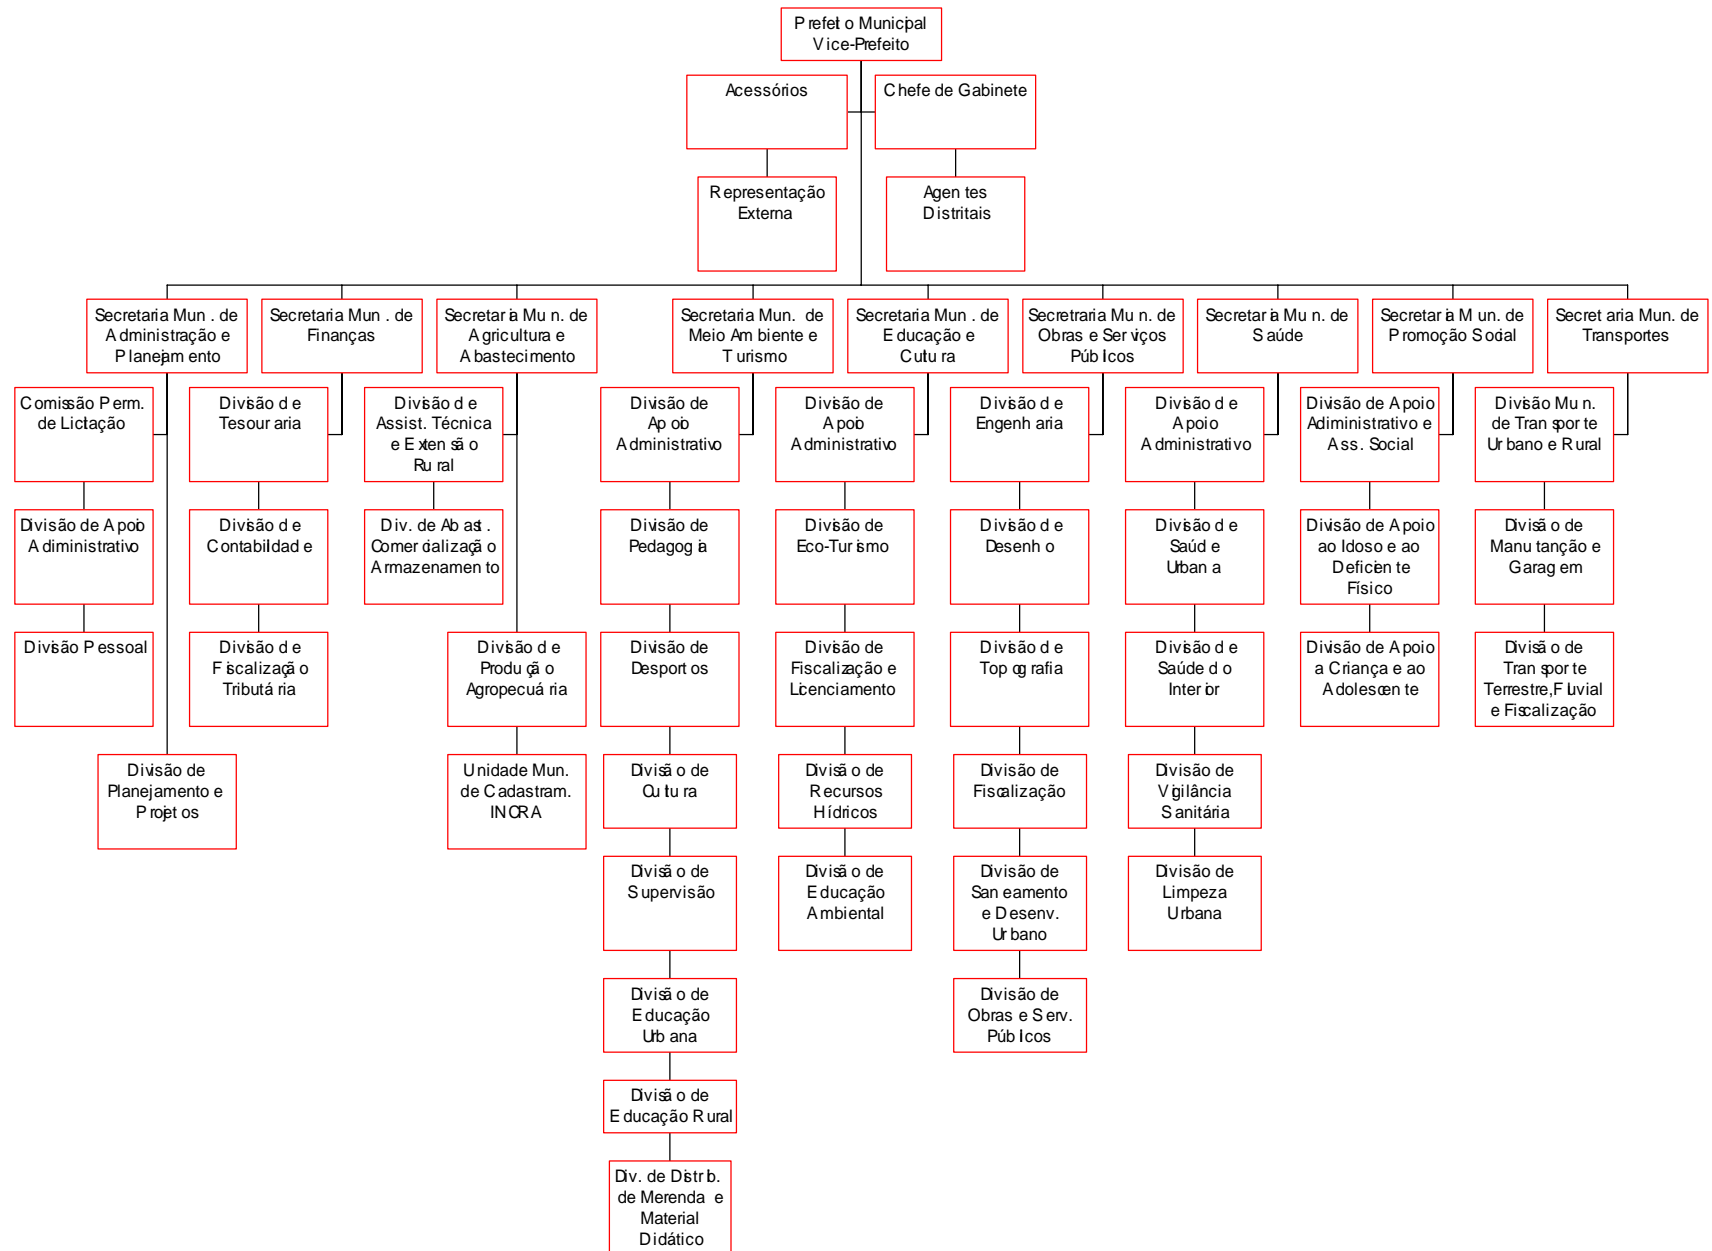 Prefeito Municipal
Vice-Prefeito
Acessórios
Chefe de Gabinete
Representação
Externa
Agentes
Distritais
Secretaria Mun. de
Administração e
Planejamento
Secretaria Mun. de
Finanças
Secretaria Mun. de
Agricultura e
Abastecimento
Secretaria Mun. de
Meio Ambiente e
Turismo
Secretaria Mun. de
Educação e
Cultura
Secretraria Mun. de
Obras e Serviços
Públicos
Secretaria Mun. de
Saúde
Secretaria Mun. de
Promoção Social
Secretaria Mun. de
Transportes
Comissão Perm.
de Lictação
Divisão de
Tesouraria
Divisão de
Assist. Técnica
e Extensão
Rural
Divisão de
Apoio
Administrativo
Divisão de
Apoio
Administrativo
Divisão de
Engenharia
Divisão de
Apoio
Administrativo
Divisão de Apoio
Adiministrativo e
Ass. Social
Divisão Mun.
de Transporte
Urbano e Rural
Divisão de Apoio
Adiministrativo
Divisão de
Contabilidade
Div. de Abast.
Comercialização
Armazenamento
Divisão de
Pedagogia
Divisão de
Eco-Turismo
Divisão de
Desenho
Divisão de
Saúde
Urbana
Divisão de Apoio
ao Idoso e ao
Deficiente
Físico
Divisão de
Manutanção e
Garagem
Divisão Pessoal
Divisão de
Fiscalização
Tributária
Divisão de
Produção
Agropecuária
Divisão de
Desportos
Divisão de
Fiscalização e
Licenciamento
Divisão de
Topografia
Divisão de
Saúde do
Interior
Divisão de Apoio
a Criança e ao
Adolescente
Divisão de
Transporte
Terrestre, Fluvial
e Fiscalização
Divisão de
Planejamento e
Projetos
Unidade Mun.
de Cadastram.
INCRA
Divisão de
Cultura
Divisão de
Recursos
Hídricos
Divisão de
Fiscalização
Divisão de
Vigilância
Sanitária
Divisão de
Supervisão
Divisão de
Educação
Ambiental
Divisão de
Saneamento
e Desenv.
Urbano
Divisão de
Limpeza
Urbana
Divisão de
Educação
Urbana
Divisão de
Obras e Serv.
Públicos
Divisão de
Educação Rural
Div. de Distrib.
de Merenda e
Material
Didático